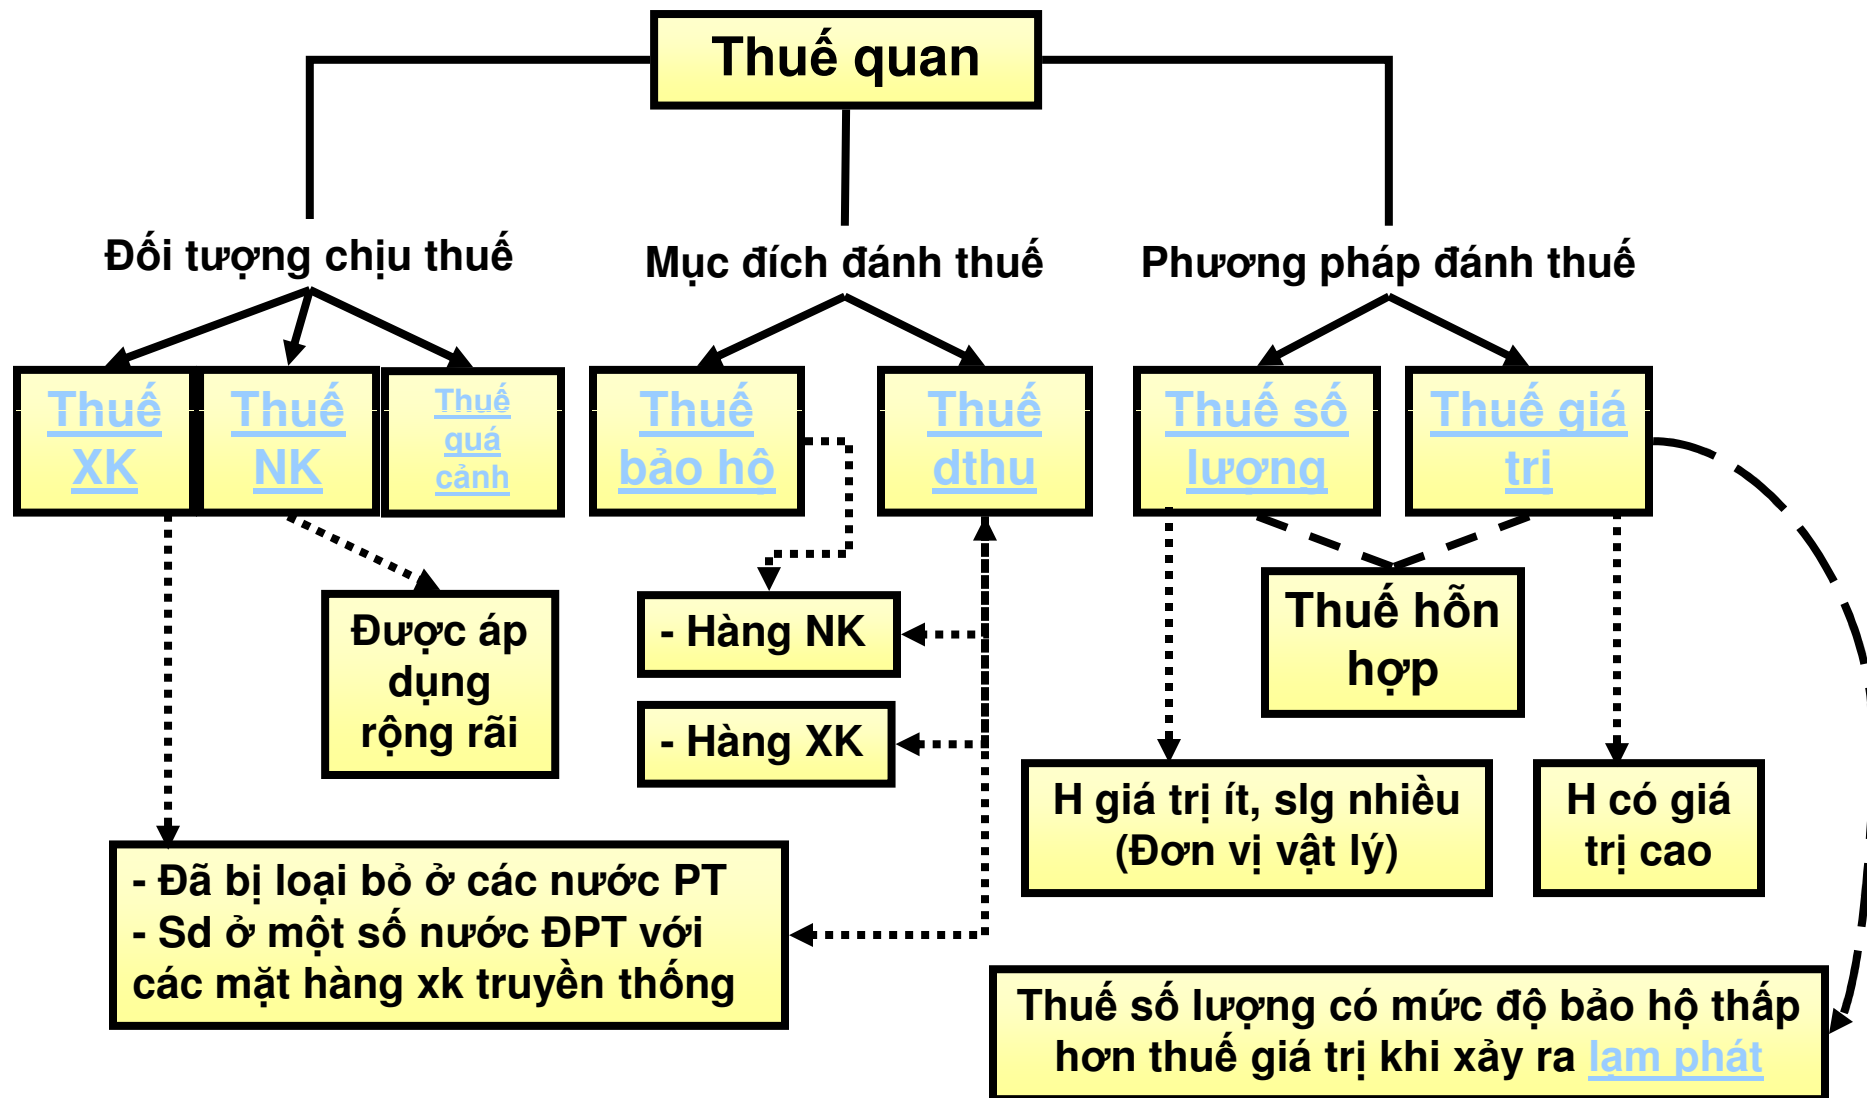 Thuế quan
Đối tượng chịu thuế
Mục đích đánh thuế
Phương pháp đánh thuế
Thuế
XK
Thuế
NK
Thuế
quá
cảnh
Thuế
bảo hộ
Thuế
dthu
Thuế số
lượng
Thuế giá
trị
Được áp
dụng
rộng rãi
- Hàng NK
- Hàng XK
Thuế hỗn
hợp
H giá trị ít, slg nhiều
(Đơn vị vật lý)
H có giá
trị cao
- Đã bị loại bỏ ở các nước PT
- Sd ở một số nước ĐPT với
các mặt hàng xk truyền thống
Thuế số lượng có mức độ bảo hộ thấp
hơn thuế giá trị khi xảy ra lạm phát